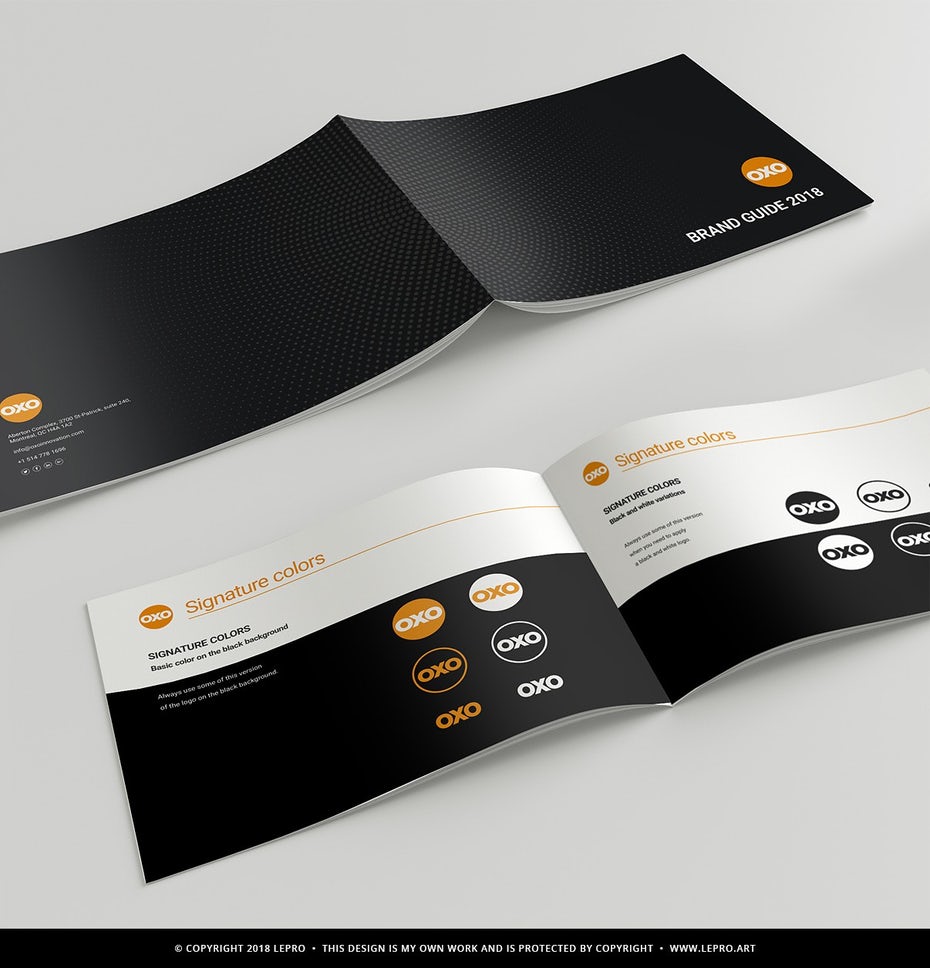 OXO
BRAND GUIDE 2018
OXO
Aberton Complex, 3700 St-Patrick, suite 240,
Montréal, QC H4A 1A2
info@oxoinnovation.com
+1 514 778 1696
OXO
Signature colors
SIGNATURE COLORS
Basic color on the black background
Always use some of this version
of the logo on the black background.
OXO
OXO
OXO
OXO
OXO
OXO
OXO
Signature colors
SIGNATURE COLORS
Black and white variations
Always use some of this version
when you need to apply
a black and white logo.
OXO
OXO
OXO
OXO
© COPYRIGHT 2018 LEPRO • THIS DESIGN IS MY OWN WORK AND IS PROTECTED BY COPYRIGHT • WWW.LEPRO.ART